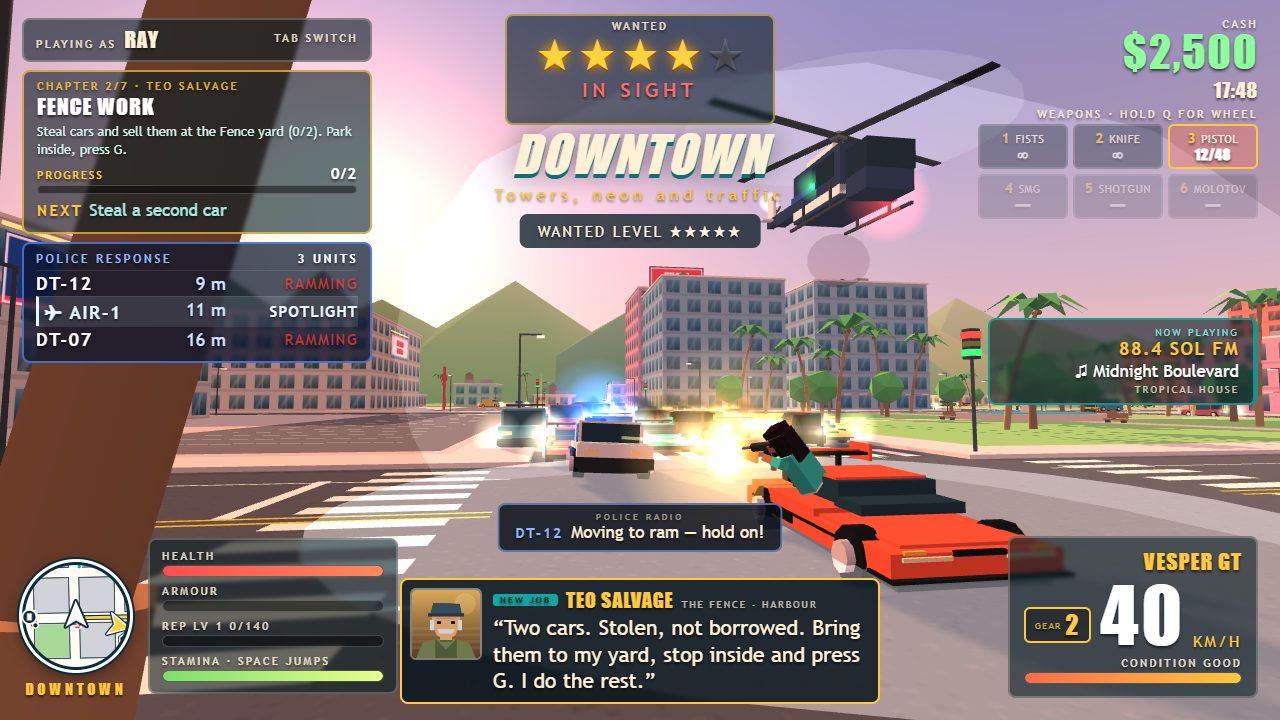 PLAYING AS RAY TAB SWITCH
CHAPTER 2/7 · TEO SALVAGE
FENCE WORK
Steal cars and sell them at the Fence yard (0/2). Park
inside, press G.
PROGRESS 0/2
NEXT Steal a second car
POLICE RESPONSE 3 UNITS
DT-12 9 m RAMMING
AIR-1 11 m SPOTLIGHT
DT-07 16 m RAMMING
WANTED
IN SIGHT
DOWNTOWN
Towers, neon and traffic
WANTED LEVEL ★★★★★
CASH
$2,500
17:48
WEAPONS · HOLD Q FOR WHEEL
1 FISTS
∞
2 KNIFE
∞
3 PISTOL
12/48
4 SMG
—
5 SHOTGUN
—
6 MOLOTOV
—
NOW PLAYING
88.4 SOL FM
♫ Midnight Boulevard
TROPICAL HOUSE
POLICE RADIO
DT-12 Moving to ram — hold on!
DOWNTOWN
HEALTH
ARMOUR
REP LV 1 0/140
STAMINA · SPACE JUMPS
NEW JOB TEO SALVAGE THE FENCE · HARBOUR
“Two cars. Stolen, not borrowed. Bring
them to my yard, stop inside and press
G. I do the rest.”
VESPER GT
GEAR 2 40 KM/H
CONDITION GOOD